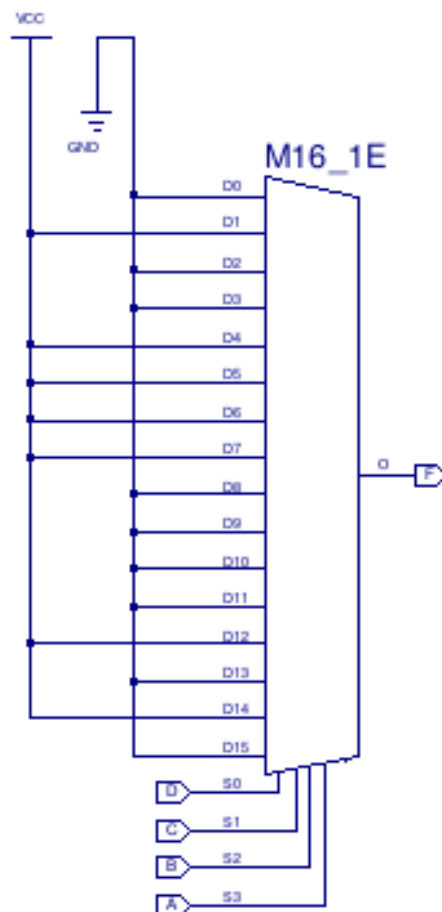 VCC
GND
M16_1E
D0
D1
D2
D3
D4
D5
D6
D7
D8
D9
D10
D11
D12
D13
D14
D15
O
F
D S0
C S1
B S2
A S3